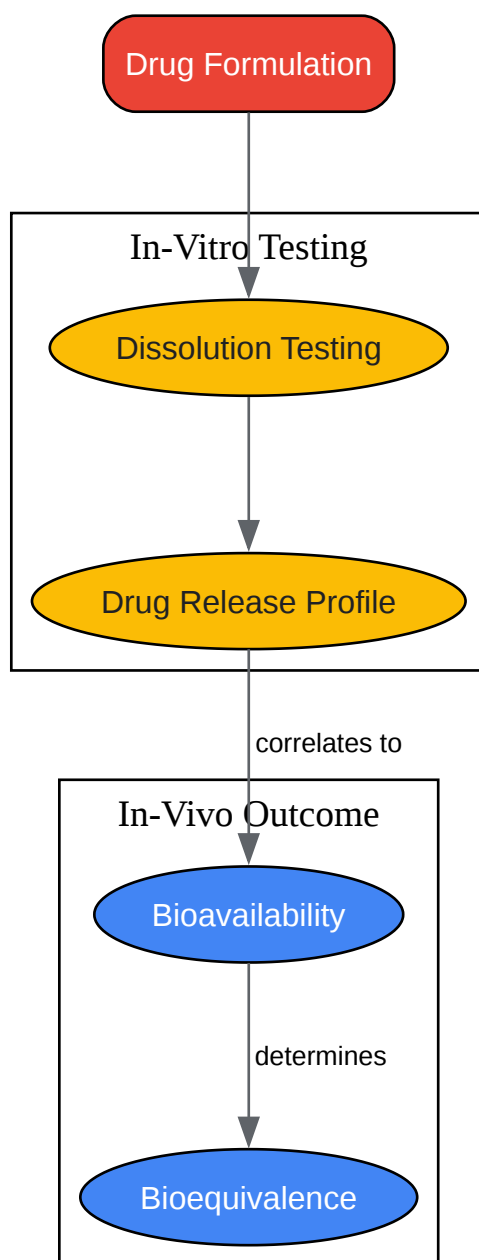 Drug Formulation
In-Vitro Testing
Dissolution Testing
Drug Release Profile
correlates to
In-Vivo Outcome
Bioavailability
determines
Bioequivalence